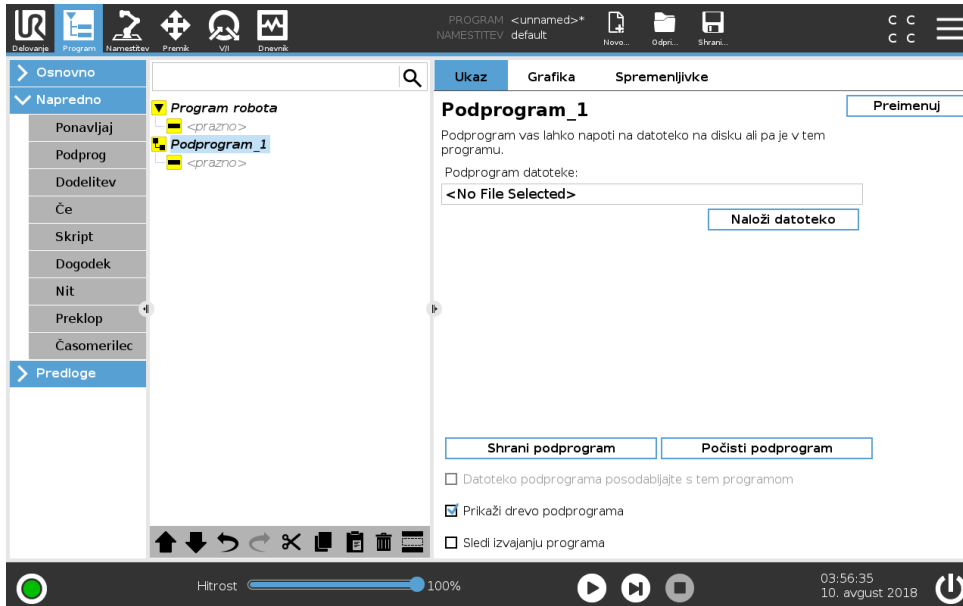 UR
PROGRAM <unnamed>*
NAMESTITEV default
C C
C C
Delovanje Program Namestitev Premik V/I Dnevnik Novo... Odpri... Shrani...
Osnovno
Napredno
Ponavljaj
Podprog
Dodelitev
Če
Skript
Dogodek
Nit
Preklop
Časomerilec
Predloge
Program robota
<prazno>
Podprogram_1
<prazno>
Ukaz Grafika Spremenljivke
Podprogram_1
Preimenuj
Podprogram vas lahko napoti na datoteko na disku ali pa je v tem
programu.
Podprogram datoteke:
<No File Selected>
Naloži datoteko
Shrani podprogram Počisti podprogram
Datoteko podprograma posodabljajte s tem programom
Prikaži drevo podprograma
Sledi izvajanju programa
Hitrost 100%
03:56:35
10. avgust 2018